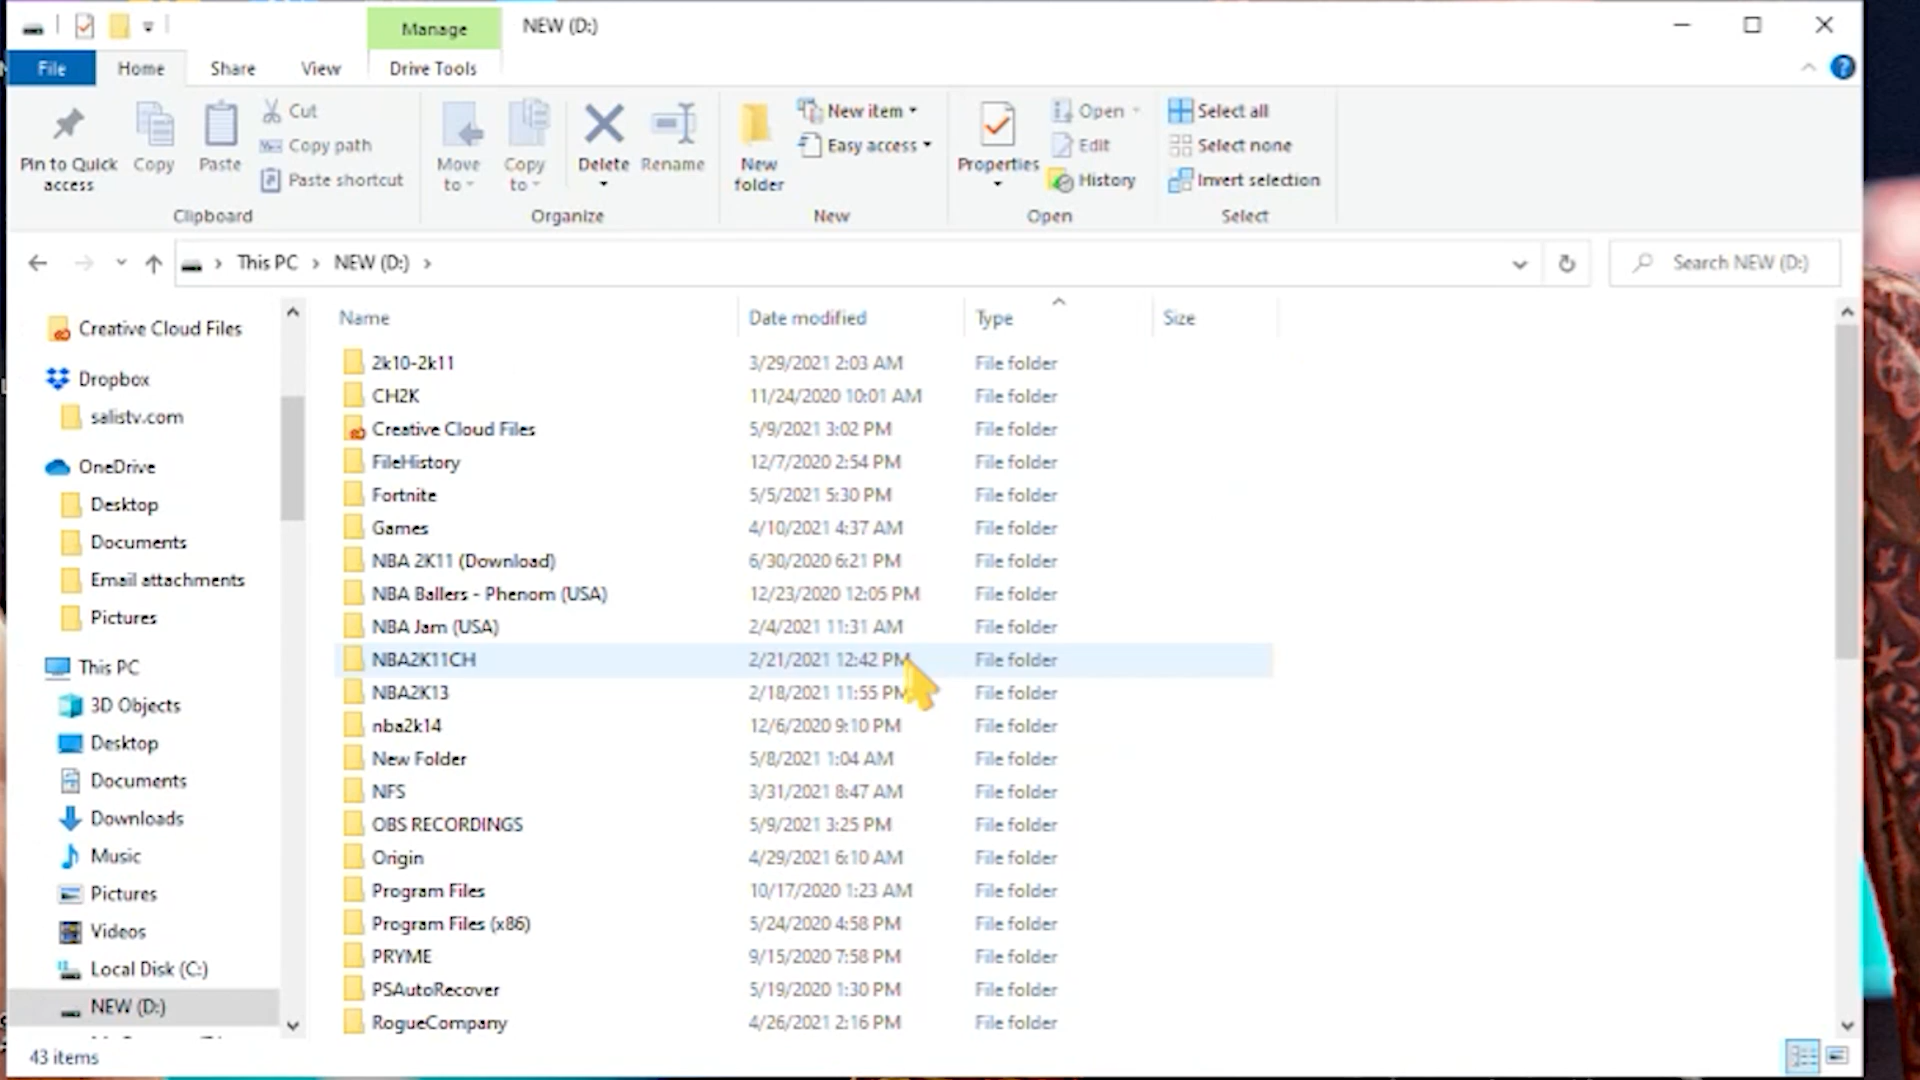 Manage NEW (D:)
File Home Share View Drive Tools
Pin to Quick access
Copy
Paste
Cut
Copy path
Paste shortcut
Clipboard
Move to
Copy to
Delete
Rename
Organize
New folder
New item
Easy access
New
Properties
Open
Edit
History
Open
Select all
Select none
Invert selection
Select
This PC > NEW (D:) >
Search NEW (D:)
Creative Cloud Files
Dropbox
salistv.com
OneDrive
Desktop
Documents
Email attachments
Pictures
This PC
3D Objects
Desktop
Documents
Downloads
Music
Pictures
Videos
Local Disk (C:)
NEW (D:)
Name Date modified Type Size
2k10-2k11 3/29/2021 2:03 AM File folder
CH2K 11/24/2020 10:01 AM File folder
Creative Cloud Files 5/9/2021 3:02 PM File folder
FileHistory 12/7/2020 2:54 PM File folder
Fortnite 5/5/2021 5:30 PM File folder
Games 4/10/2021 4:37 AM File folder
NBA 2K11 (Download) 6/30/2020 6:21 PM File folder
NBA Ballers - Phenom (USA) 12/23/2020 12:05 PM File folder
NBA Jam (USA) 2/4/2021 11:31 AM File folder
NBA2K11CH 2/21/2021 12:42 PM File folder
NBA2K13 2/18/2021 11:55 PM File folder
nba2k14 12/6/2020 9:10 PM File folder
New Folder 5/8/2021 1:04 AM File folder
NFS 3/31/2021 8:47 AM File folder
OBS RECORDINGS 5/9/2021 3:25 PM File folder
Origin 4/29/2021 6:10 AM File folder
Program Files 10/17/2020 1:23 AM File folder
Program Files (x86) 5/24/2020 4:58 PM File folder
PRYME 9/15/2020 7:58 PM File folder
PSAutoRecover 5/19/2020 1:30 PM File folder
RogueCompany 4/26/2021 2:16 PM File folder
43 items